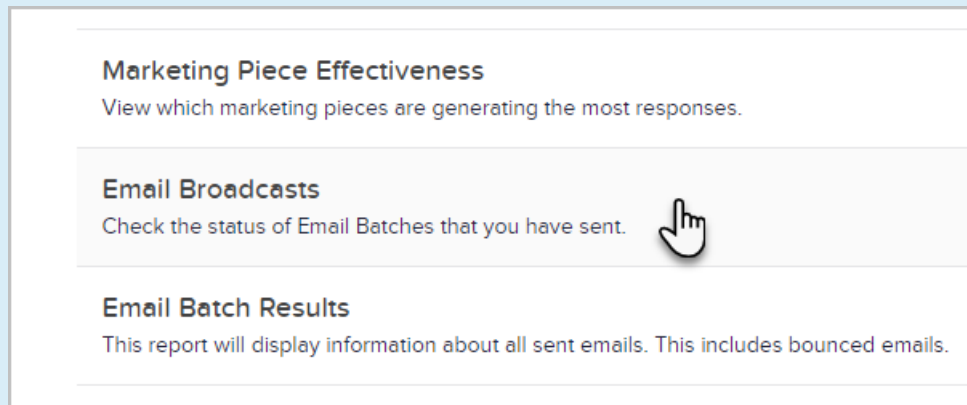 Marketing Piece Effectiveness
View which marketing pieces are generating the most responses.
Email Broadcasts
Check the status of Email Batches that you have sent.
Email Batch Results
This report will display information about all sent emails. This includes bounced emails.